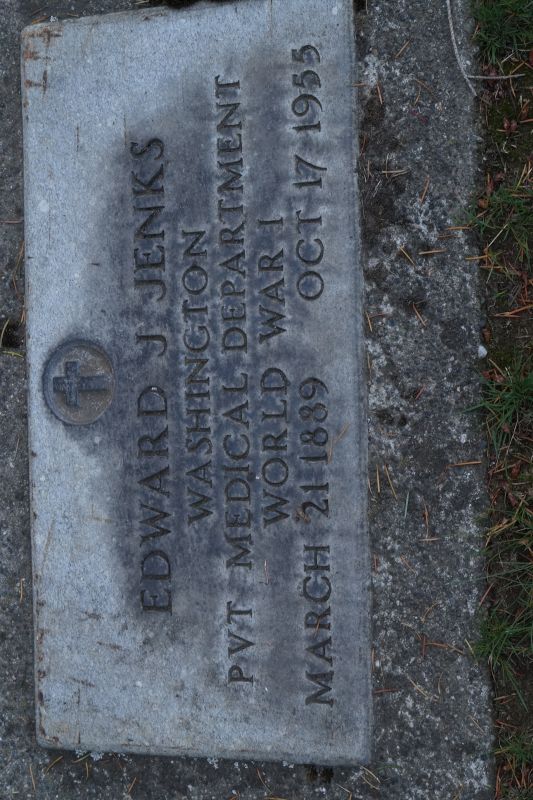 EDWARD J JENKS
WASHINGTON
PVT MEDICAL DEPARTMENT
WORLD WAR I
MARCH 21 1889 OCT 17 1955